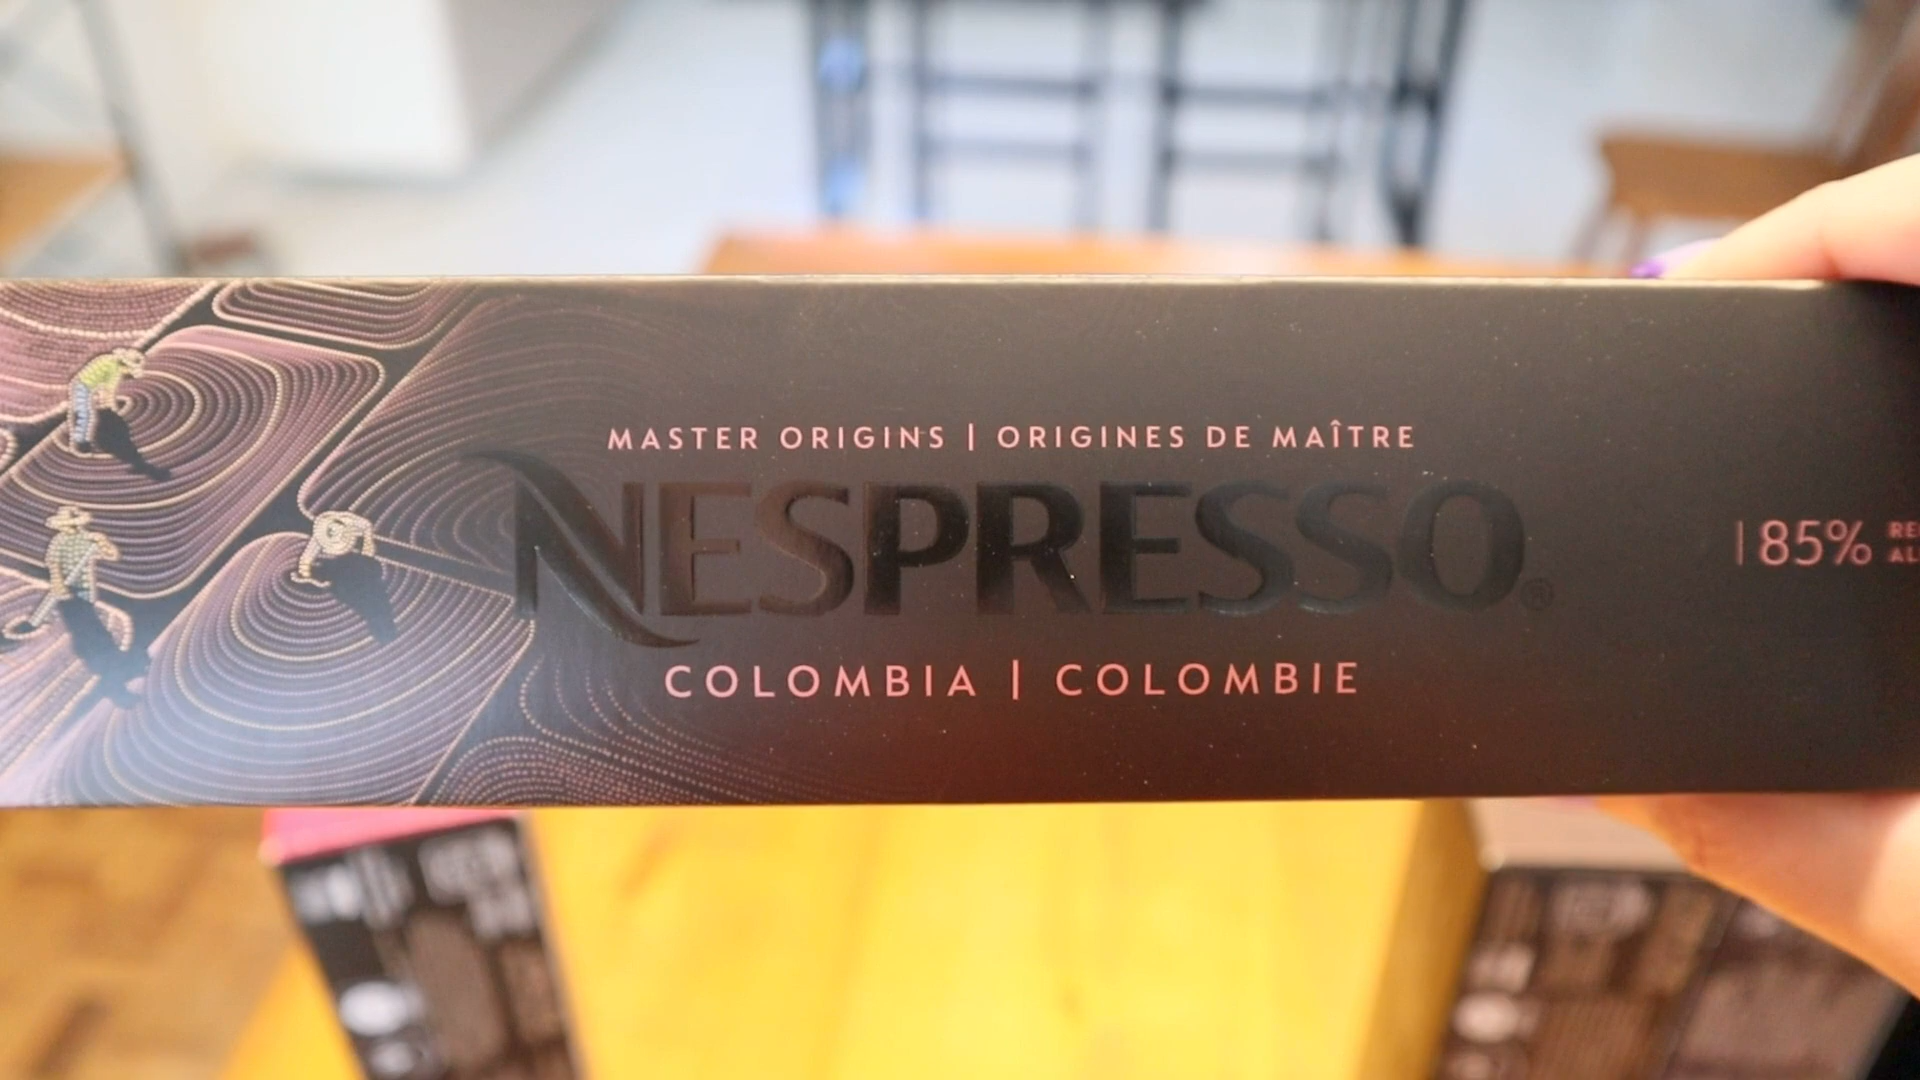 MASTER ORIGINS | ORIGINES DE MAÎTRE
NESPRESSO®
COLOMBIA | COLOMBIE
| 85%